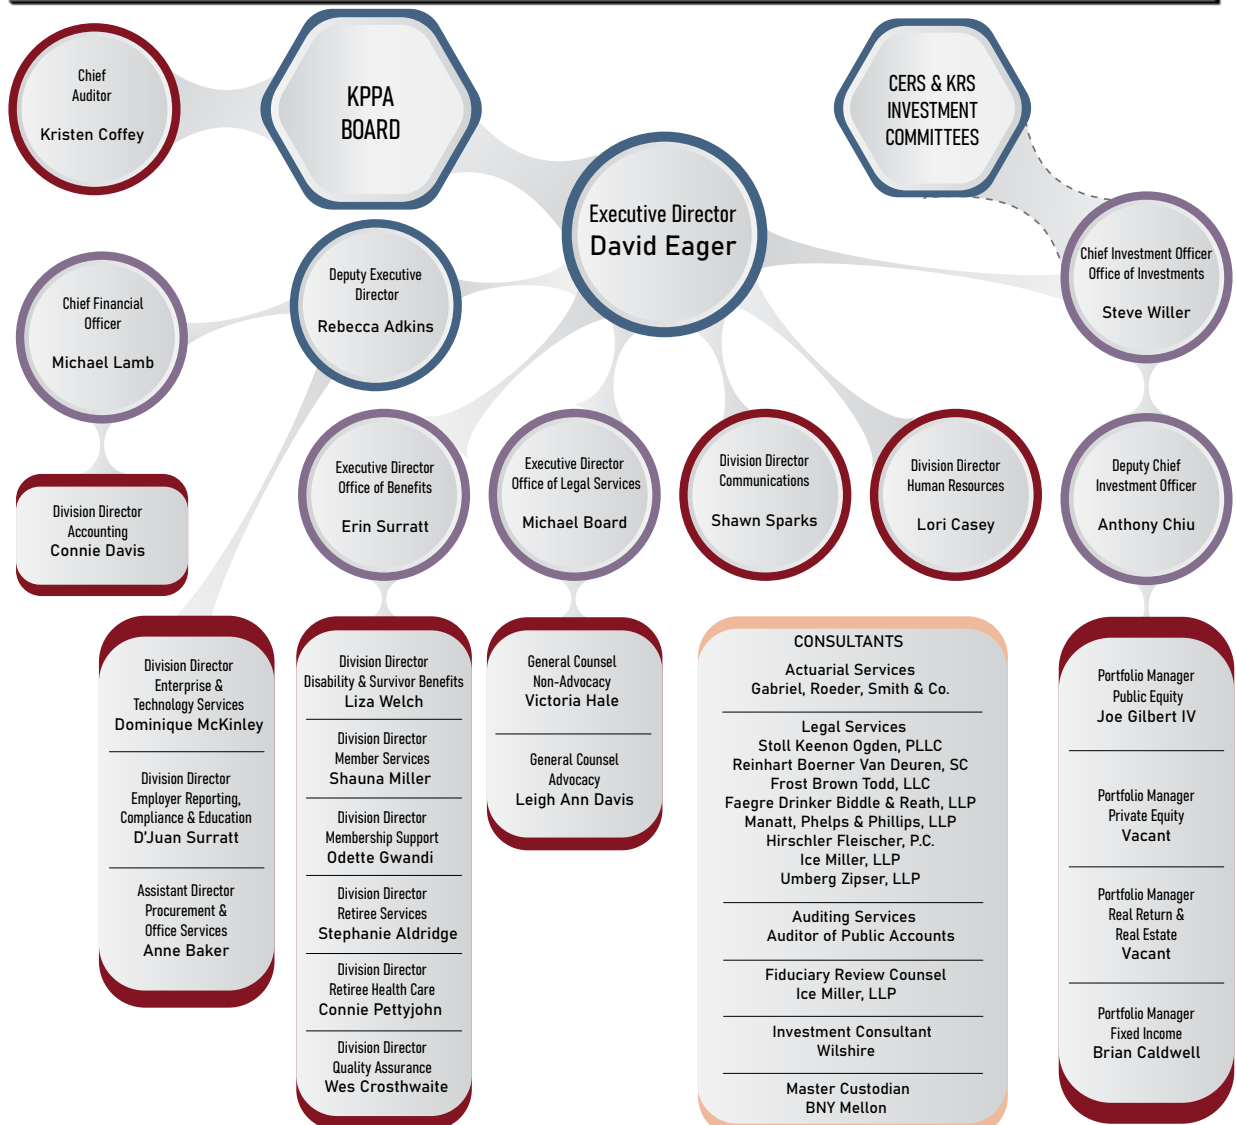 Chief
Auditor
Kristen Coffey
KPPA
BOARD
CERS & KRS
INVESTMENT
COMMITTEES
Executive Director
David Eager
Deputy Executive
Director
Rebecca Adkins
Chief Financial
Officer
Michael Lamb
Chief Investment Officer
Office of Investments
Steve Willer
Division Director
Accounting
Connie Davis
Executive Director
Office of Benefits
Erin Surratt
Executive Director
Office of Legal Services
Michael Board
Division Director
Communications
Shawn Sparks
Division Director
Human Resources
Lori Casey
Deputy Chief
Investment Officer
Anthony Chiu
Division Director
Enterprise &
Technology Services
Dominique McKinley
Division Director
Employer Reporting,
Compliance & Education
D'Juan Surratt
Assistant Director
Procurement &
Office Services
Anne Baker
Division Director
Disability & Survivor Benefits
Liza Welch
Division Director
Member Services
Shauna Miller
Division Director
Membership Support
Odette Gwandi
Division Director
Retiree Services
Stephanie Aldridge
Division Director
Retiree Health Care
Connie Pettyjohn
Division Director
Quality Assurance
Wes Crosthwaite
General Counsel
Non-Advocacy
Victoria Hale
General Counsel
Advocacy
Leigh Ann Davis
CONSULTANTS
Actuarial Services
Gabriel, Roeder, Smith & Co.
Legal Services
Stoll Keenon Ogden, PLLC
Reinhart Boerner Van Deuren, SC
Frost Brown Todd, LLC
Faegre Drinker Biddle & Reath, LLP
Manatt, Phelps & Phillips, LLP
Hirschler Fleischer, P.C.
Ice Miller, LLP
Umberg Zipser, LLP
Auditing Services
Auditor of Public Accounts
Fiduciary Review Counsel
Ice Miller, LLP
Investment Consultant
Wilshire
Master Custodian
BNY Mellon
Portfolio Manager
Public Equity
Joe Gilbert IV
Portfolio Manager
Private Equity
Vacant
Portfolio Manager
Real Return &
Real Estate
Vacant
Portfolio Manager
Fixed Income
Brian Caldwell